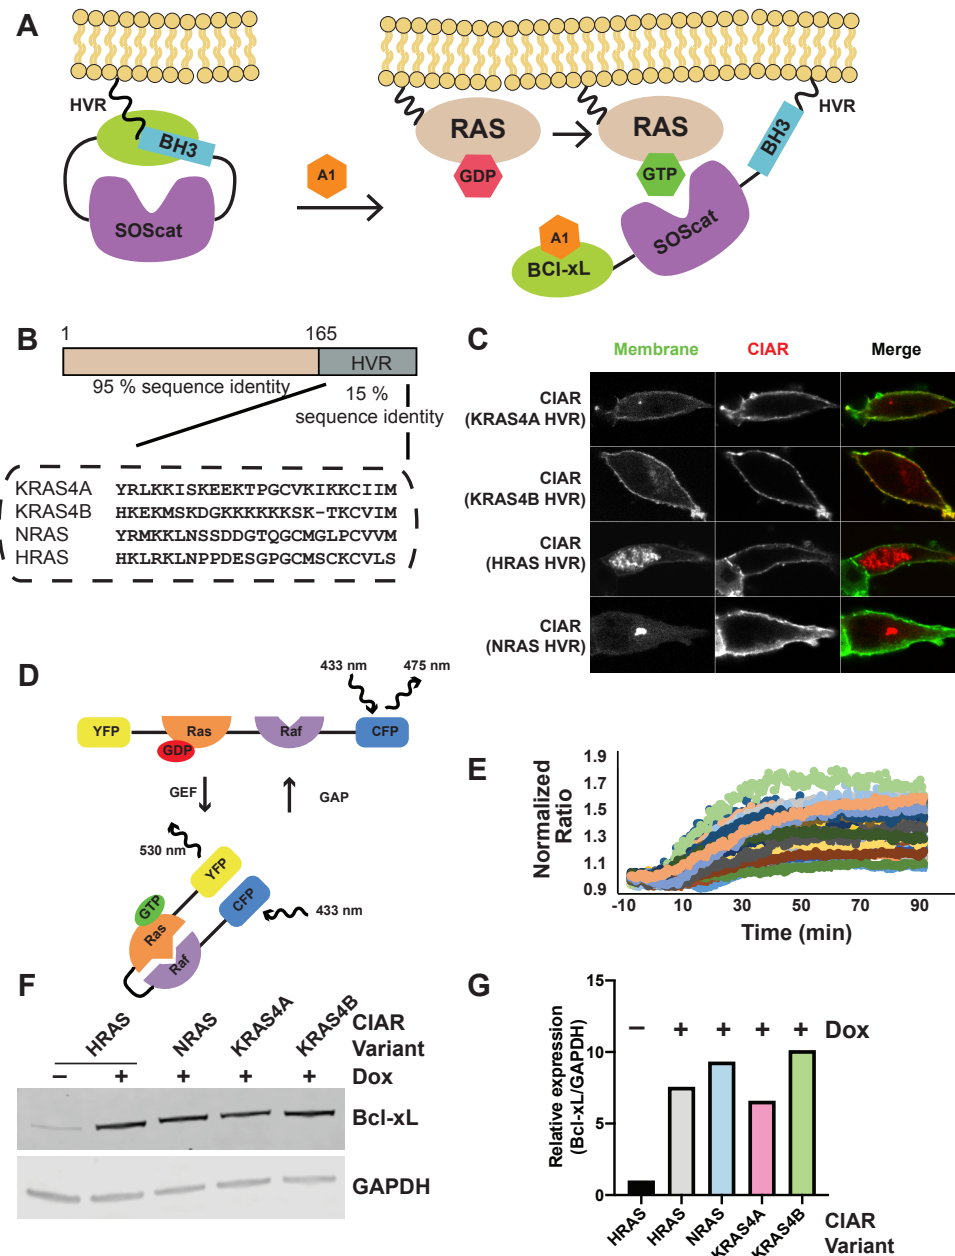 A
HVR
BH3
SOScat
A1
RAS
GDP
RAS
GTP
HVR
BH3
SOScat
A1
BCl-xL
B
1
165
HVR
95 % sequence identity
15 %
sequence identity
KRAS4A YRLKKISKEEKTPGCVKIKKCIIM
KRAS4B HKEKMSKDGKKKKKKSK-TKCVIM
NRAS YRMKKLNSSDDGTQGCMGLPCVVM
HRAS HKLRKLNPPDESGPGCMSCKCVLS
C
Membrane CIAR Merge
CIAR
(KRAS4A HVR)
CIAR
(KRAS4B HVR)
CIAR
(HRAS HVR)
CIAR
(NRAS HVR)
D
433 nm 475 nm
YFP Ras Raf CFP
GDP
GEF GAP
530 nm
YFP
CFP
433 nm
GTP
Ras
Raf
E
Normalized
Ratio
1.9
1.7
1.5
1.3
1.1
0.9
-10 10 30 50 70 90
Time (min)
F
HRAS NRAS KRAS4A KRAS4B
CIAR
Variant
– + + + + Dox
Bcl-xL
GAPDH
G
Relative expression
(Bcl-xL/GAPDH)
15
10
5
0
– + + + + Dox
HRAS HRAS NRAS KRAS4A KRAS4B
CIAR
Variant